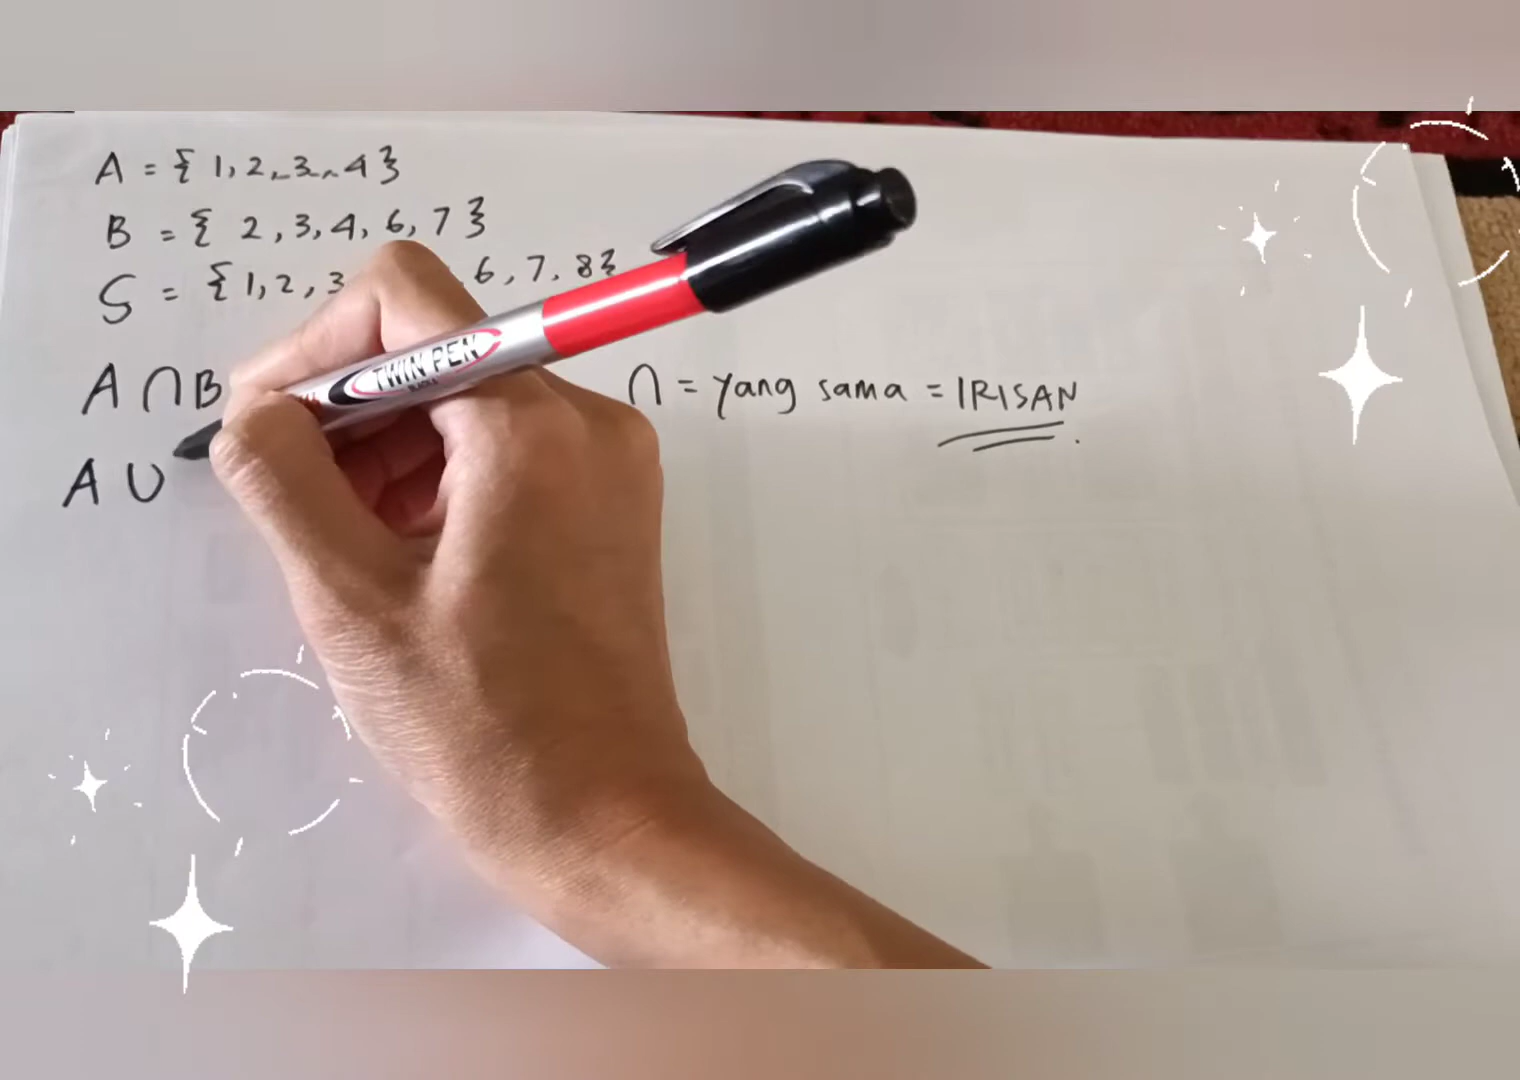 A = { 1, 2, 3, 4 }
B = { 2, 3, 4, 6, 7 }
S = { 1, 2, 3 6, 7, 8 }
A ∩ B
∩ = yang sama = IRISAN
A ∪
TWIN PEN